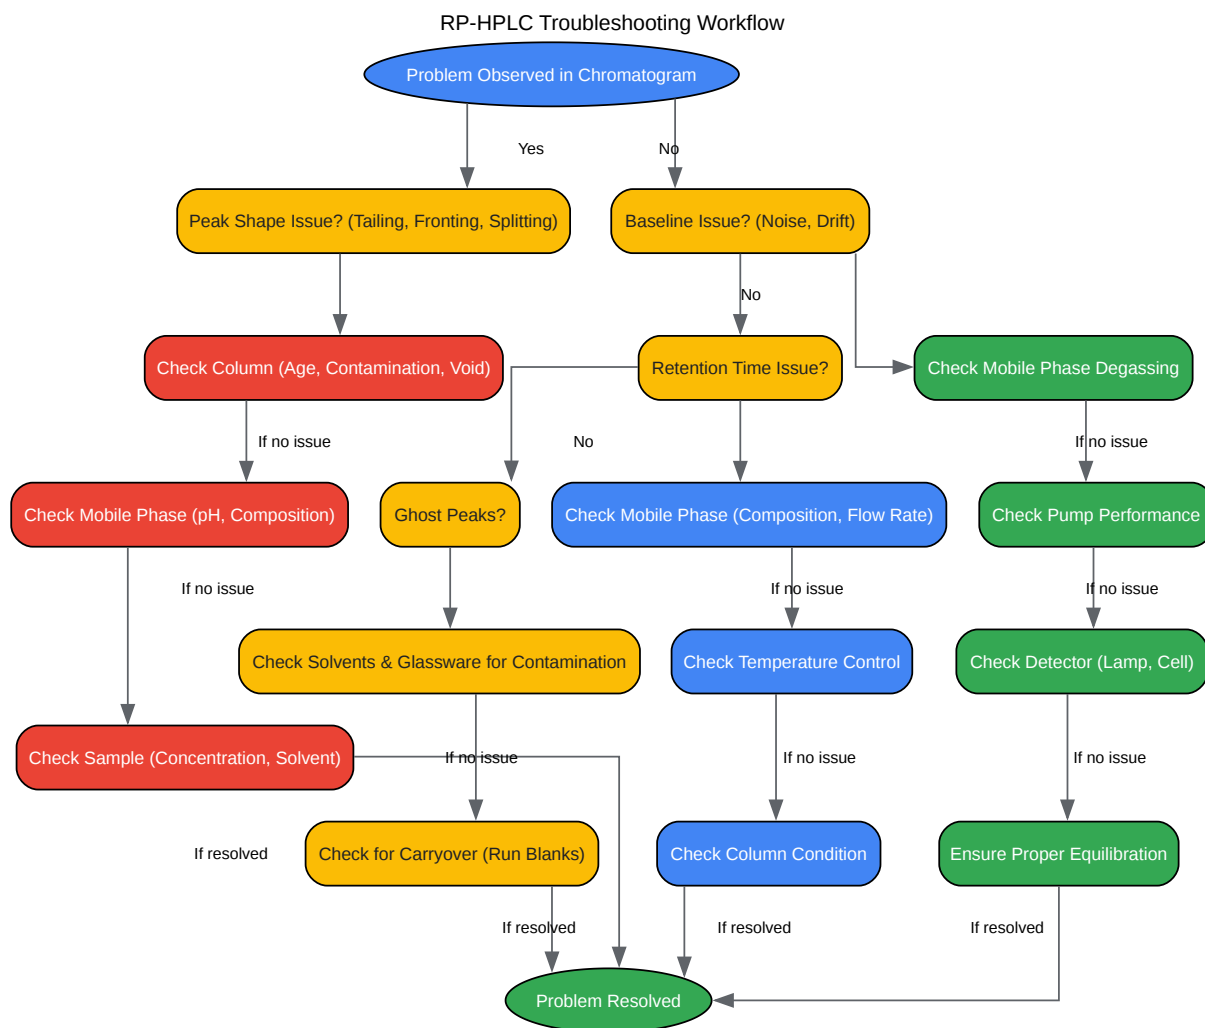 RP-HPLC Troubleshooting Workflow
Problem Observed in Chromatogram
Yes
No
Peak Shape Issue? (Tailing, Fronting, Splitting)
Baseline Issue? (Noise, Drift)
No
Check Column (Age, Contamination, Void)
Retention Time Issue?
Check Mobile Phase Degassing
If no issue
No
If no issue
Check Mobile Phase (pH, Composition)
Ghost Peaks?
Check Mobile Phase (Composition, Flow Rate)
Check Pump Performance
If no issue
If no issue
If no issue
Check Solvents & Glassware for Contamination
Check Temperature Control
Check Detector (Lamp, Cell)
Check Sample (Concentration, Solvent)
If no issue
If no issue
If no issue
If resolved
Check for Carryover (Run Blanks)
Check Column Condition
Ensure Proper Equilibration
If resolved
If resolved
If resolved
Problem Resolved